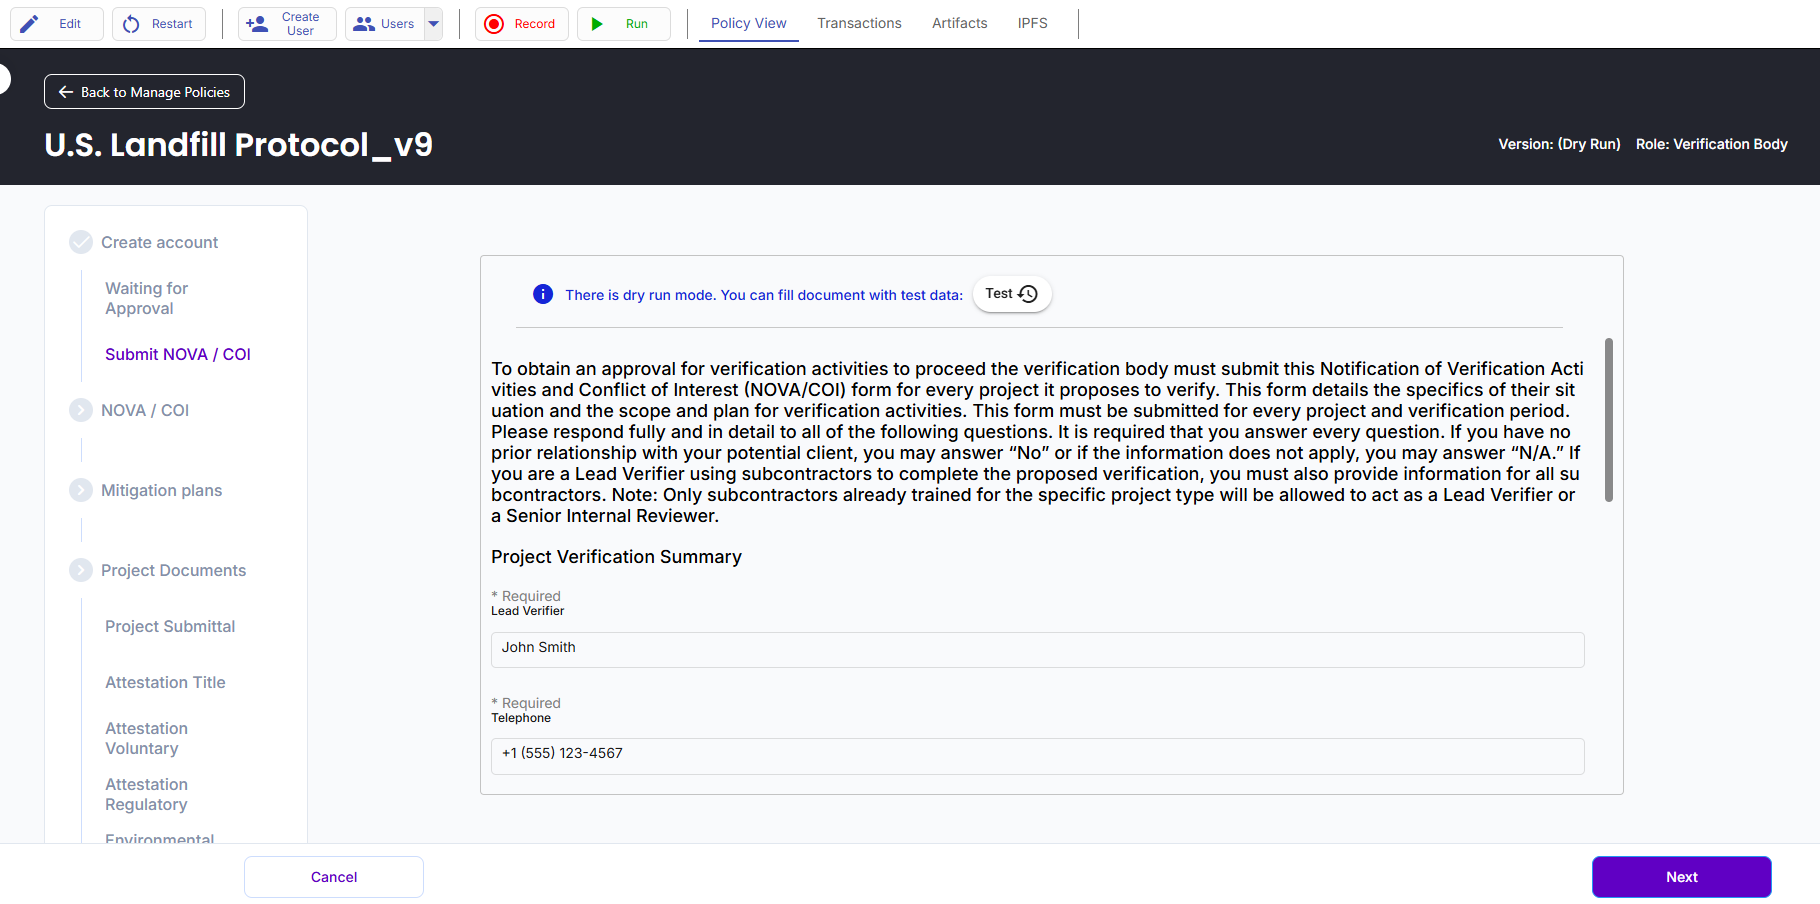 Edit
Restart
Create
User
Users
Record
Run
Policy View
Transactions
Artifacts
IPFS
Back to Manage Policies
U.S. Landfill Protocol_v9
Version: (Dry Run)
Role: Verification Body
Create account
Waiting for
Approval
Submit NOVA / COI
NOVA / COI
Mitigation plans
Project Documents
Project Submittal
Attestation Title
Attestation
Voluntary
Attestation
Regulatory
Environmental
There is dry run mode. You can fill document with test data:
Test
To obtain an approval for verification activities to proceed the verification body must submit this Notification of Verification Acti
vities and Conflict of Interest (NOVA/COI) form for every project it proposes to verify. This form details the specifics of their sit
uation and the scope and plan for verification activities. This form must be submitted for every project and verification period.
Please respond fully and in detail to all of the following questions. It is required that you answer every question. If you have no
prior relationship with your potential client, you may answer “No” or if the information does not apply, you may answer “N/A.” If
you are a Lead Verifier using subcontractors to complete the proposed verification, you must also provide information for all su
bcontractors. Note: Only subcontractors already trained for the specific project type will be allowed to act as a Lead Verifier or
a Senior Internal Reviewer.
Project Verification Summary
* Required
Lead Verifier
John Smith
* Required
Telephone
+1 (555) 123-4567
Cancel
Next